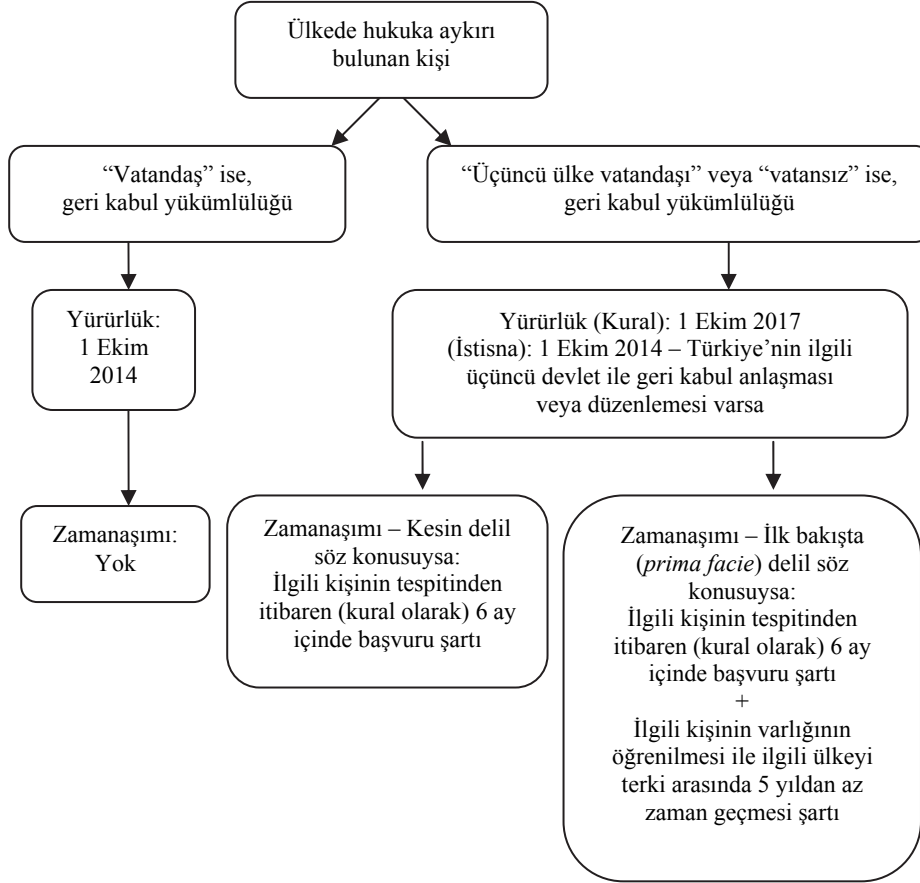 Ülkede hukuka aykırı
bulunan kişi
“Vatandaş” ise,
geri kabul yükümlülüğü
“Üçüncü ülke vatandaşı” veya “vatansız” ise,
geri kabul yükümlülüğü
Yürürlük:
1 Ekim
2014
Yürürlük (Kural): 1 Ekim 2017
(İstisna): 1 Ekim 2014 – Türkiye’nin ilgili
üçüncü devlet ile geri kabul anlaşması
veya düzenlemesi varsa
Zamanaşımı:
Yok
Zamanaşımı – Kesin delil
söz konusuysa:
İlgili kişinin tespitinden
itibaren (kural olarak) 6 ay
içinde başvuru şartı
Zamanaşımı – İlk bakışta
(prima facie) delil söz
konusuysa:
İlgili kişinin tespitinden
itibaren (kural olarak) 6 ay
içinde başvuru şartı
+
İlgili kişinin varlığının
öğrenilmesi ile ilgili ülkeyi
terki arasında 5 yıldan az
zaman geçmesi şartı